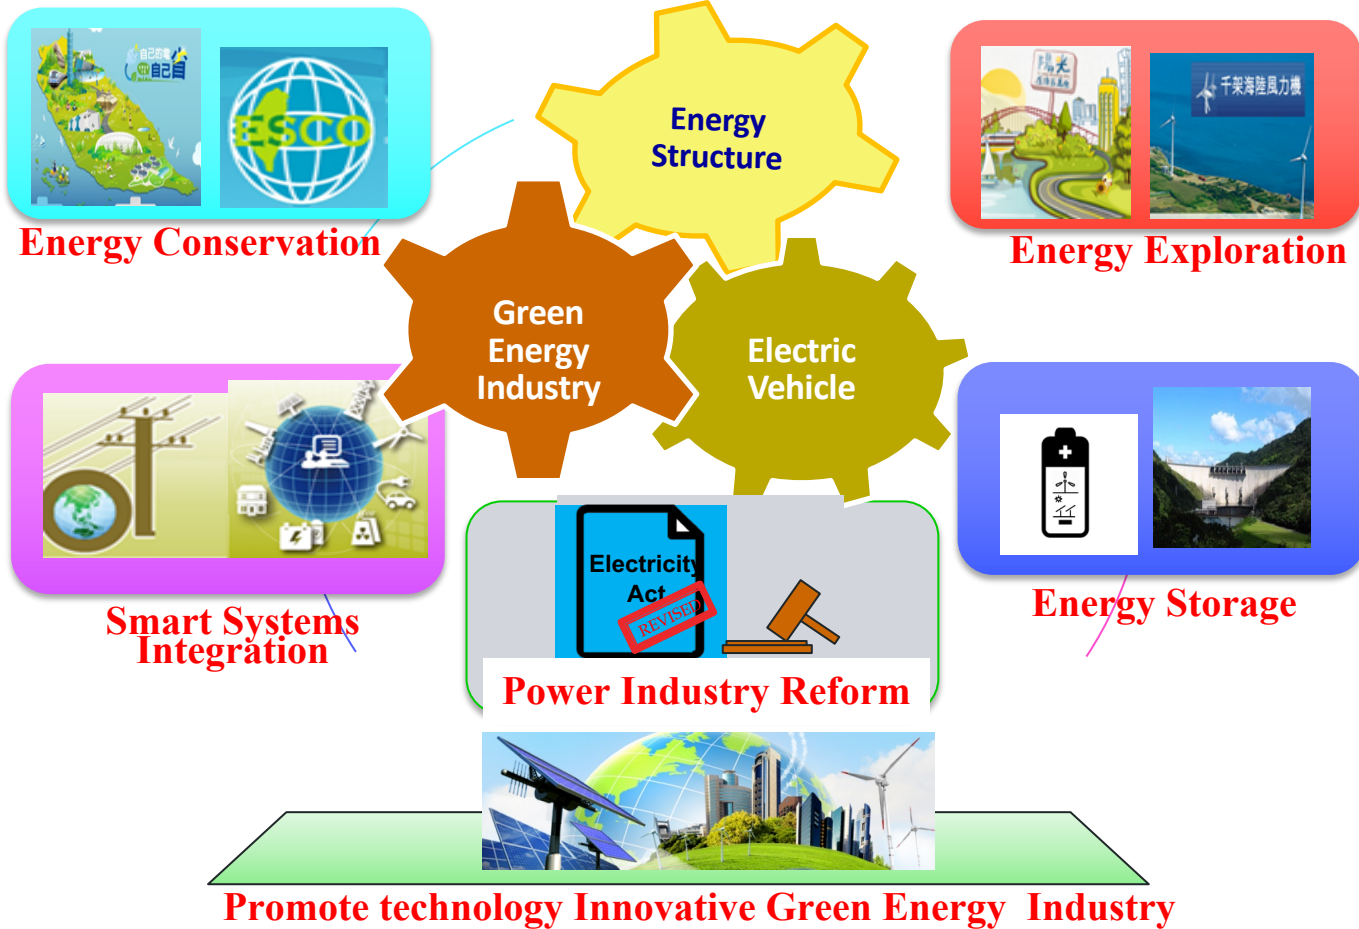 自己的電
自己省
ESCO
Energy Conservation
Energy
Structure
千架海陸風力機
Energy Exploration
Green
Energy
Industry
Electric
Vehicle
Smart Systems
Integration
Energy Storage
Electricity
Act
REVISED
Power Industry Reform
Promote technology Innovative Green Energy Industry